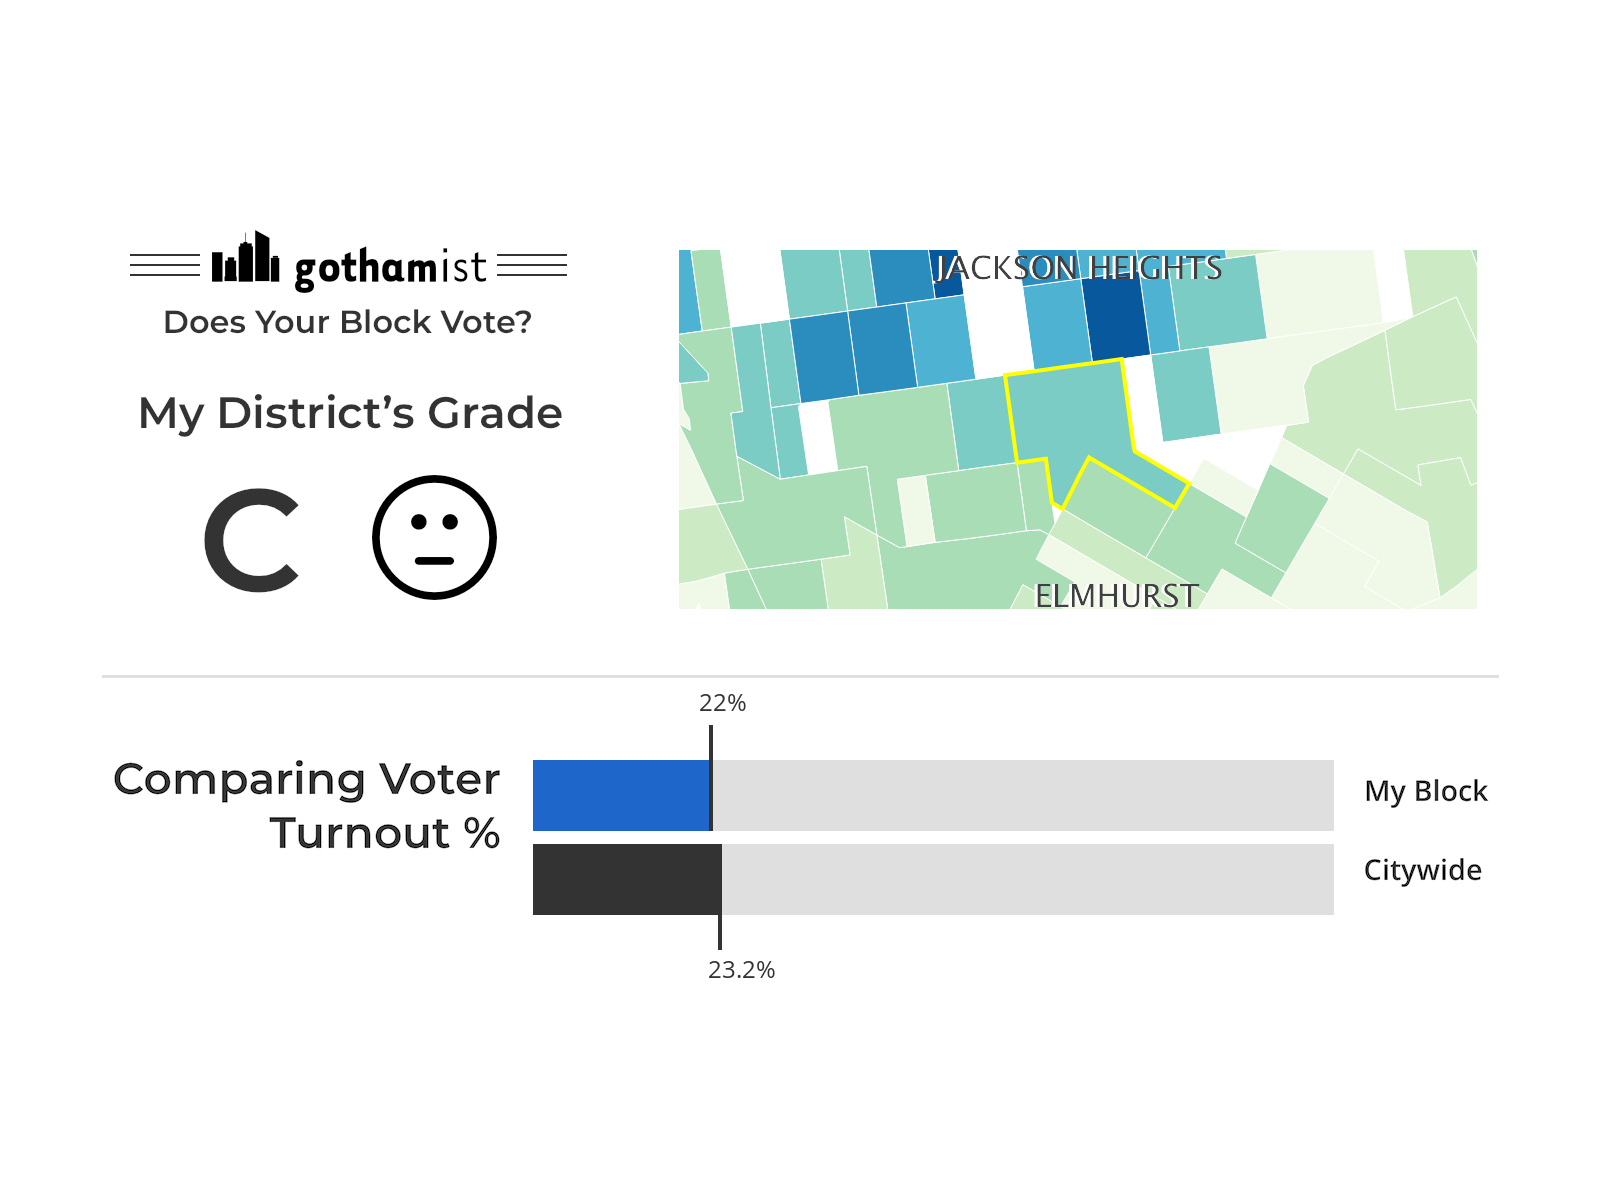 gothamist
Does Your Block Vote?
My District's Grade
C
JACKSON HEIGHTS
ELMHURST
22%
Comparing Voter
Turnout %
My Block
Citywide
23.2%